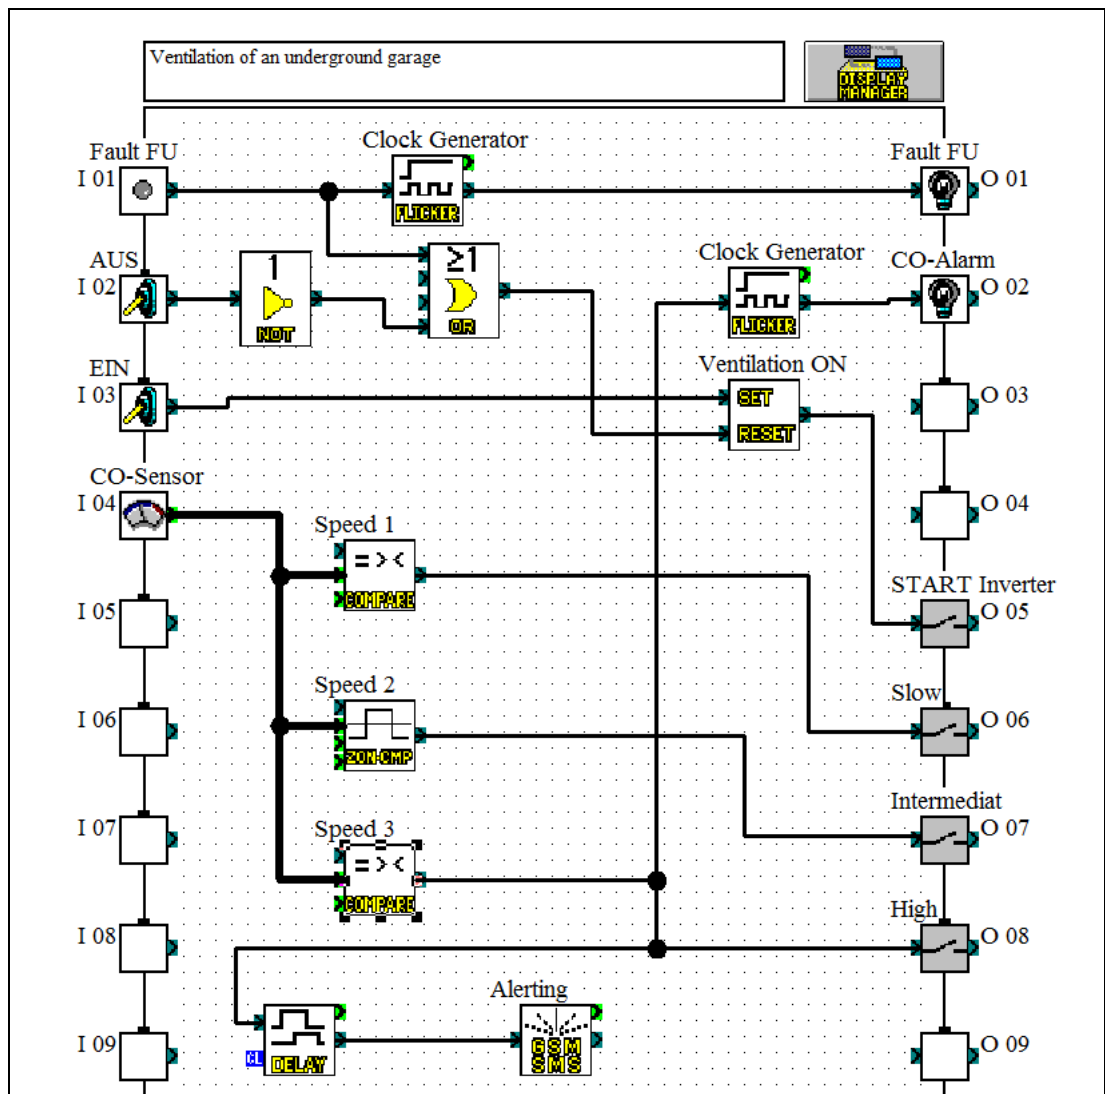 Ventilation of an underground garage
DISPLAY
MANAGER
Clock Generator
Fault FU
Fault FU
I 01
O 01
FLICKER
≥1
Clock Generator
AUS
1
CO-Alarm
I 02
O 02
NOT
OR
FLICKER
EIN
Ventilation ON
I 03
SET
O 03
RESET
CO-Sensor
I 04
O 04
Speed 1
= ><
COMPARE
START Inverter
I 05
O 05
Speed 2
Slow
I 06
O 06
ZON-CMP
Intermediat
I 07
Speed 3
O 07
= ><
COMPARE
High
I 08
O 08
Alerting
I 09
GSM
O 09
CL
DELAY
SMS